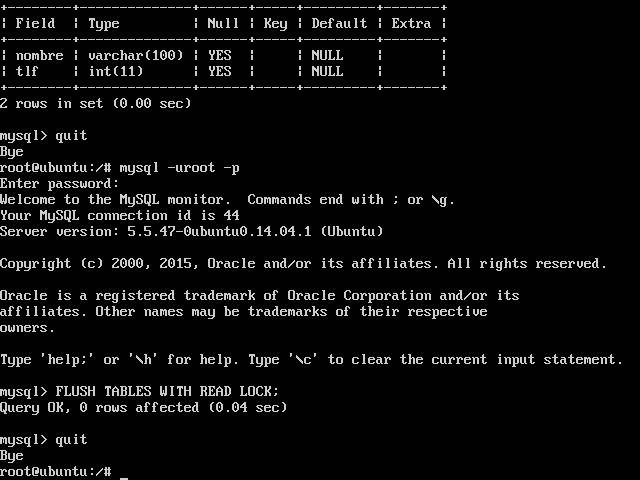 +--------+--------------+------+-----+---------+-------+
| Field  | Type         | Null | Key | Default | Extra |
+--------+--------------+------+-----+---------+-------+
| nombre | varchar(100) | YES  |     | NULL    |       |
| tlf    | int(11)      | YES  |     | NULL    |       |
+--------+--------------+------+-----+---------+-------+
2 rows in set (0.00 sec)
mysql> quit
Bye
root@ubuntu:/# mysql -uroot -p
Enter password:
Welcome to the MySQL monitor.  Commands end with ; or \g.
Your MySQL connection id is 44
Server version: 5.5.47-0ubuntu0.14.04.1 (Ubuntu)
Copyright (c) 2000, 2015, Oracle and/or its affiliates. All rights reserved.
Oracle is a registered trademark of Oracle Corporation and/or its
affiliates. Other names may be trademarks of their respective
owners.
Type 'help;' or '\h' for help. Type '\c' to clear the current input statement.
mysql> FLUSH TABLES WITH READ LOCK;
Query OK, 0 rows affected (0.04 sec)
mysql> quit
Bye
root@ubuntu:/# _